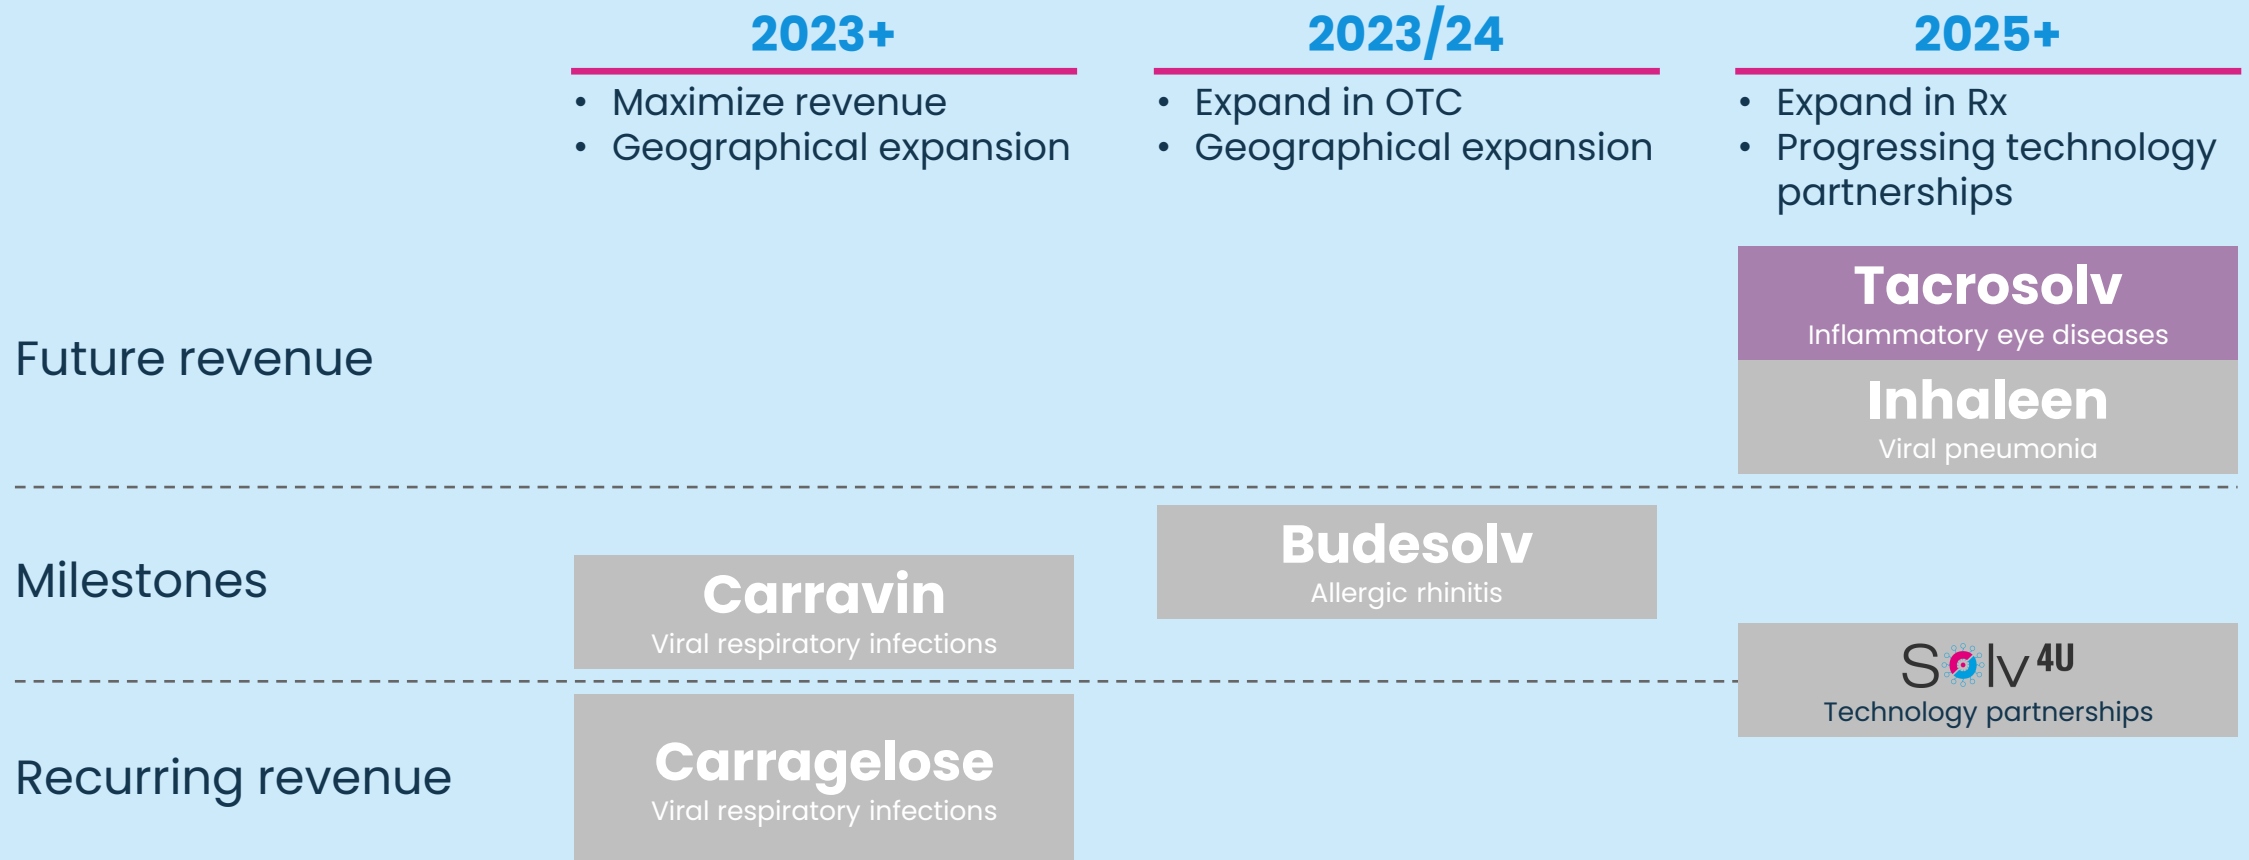 2023+
• Maximize revenue
• Geographical expansion
2023/24
• Expand in OTC
• Geographical expansion
2025+
• Expand in Rx
• Progressing technology
partnerships
Future revenue
Tacrosolv
Inflammatory eye diseases
Inhaleen
Viral pneumonia
Milestones
Carravin
Viral respiratory infections
Budesolv
Allergic rhinitis
Solv 4U
Technology partnerships
Recurring revenue
Carragelose
Viral respiratory infections